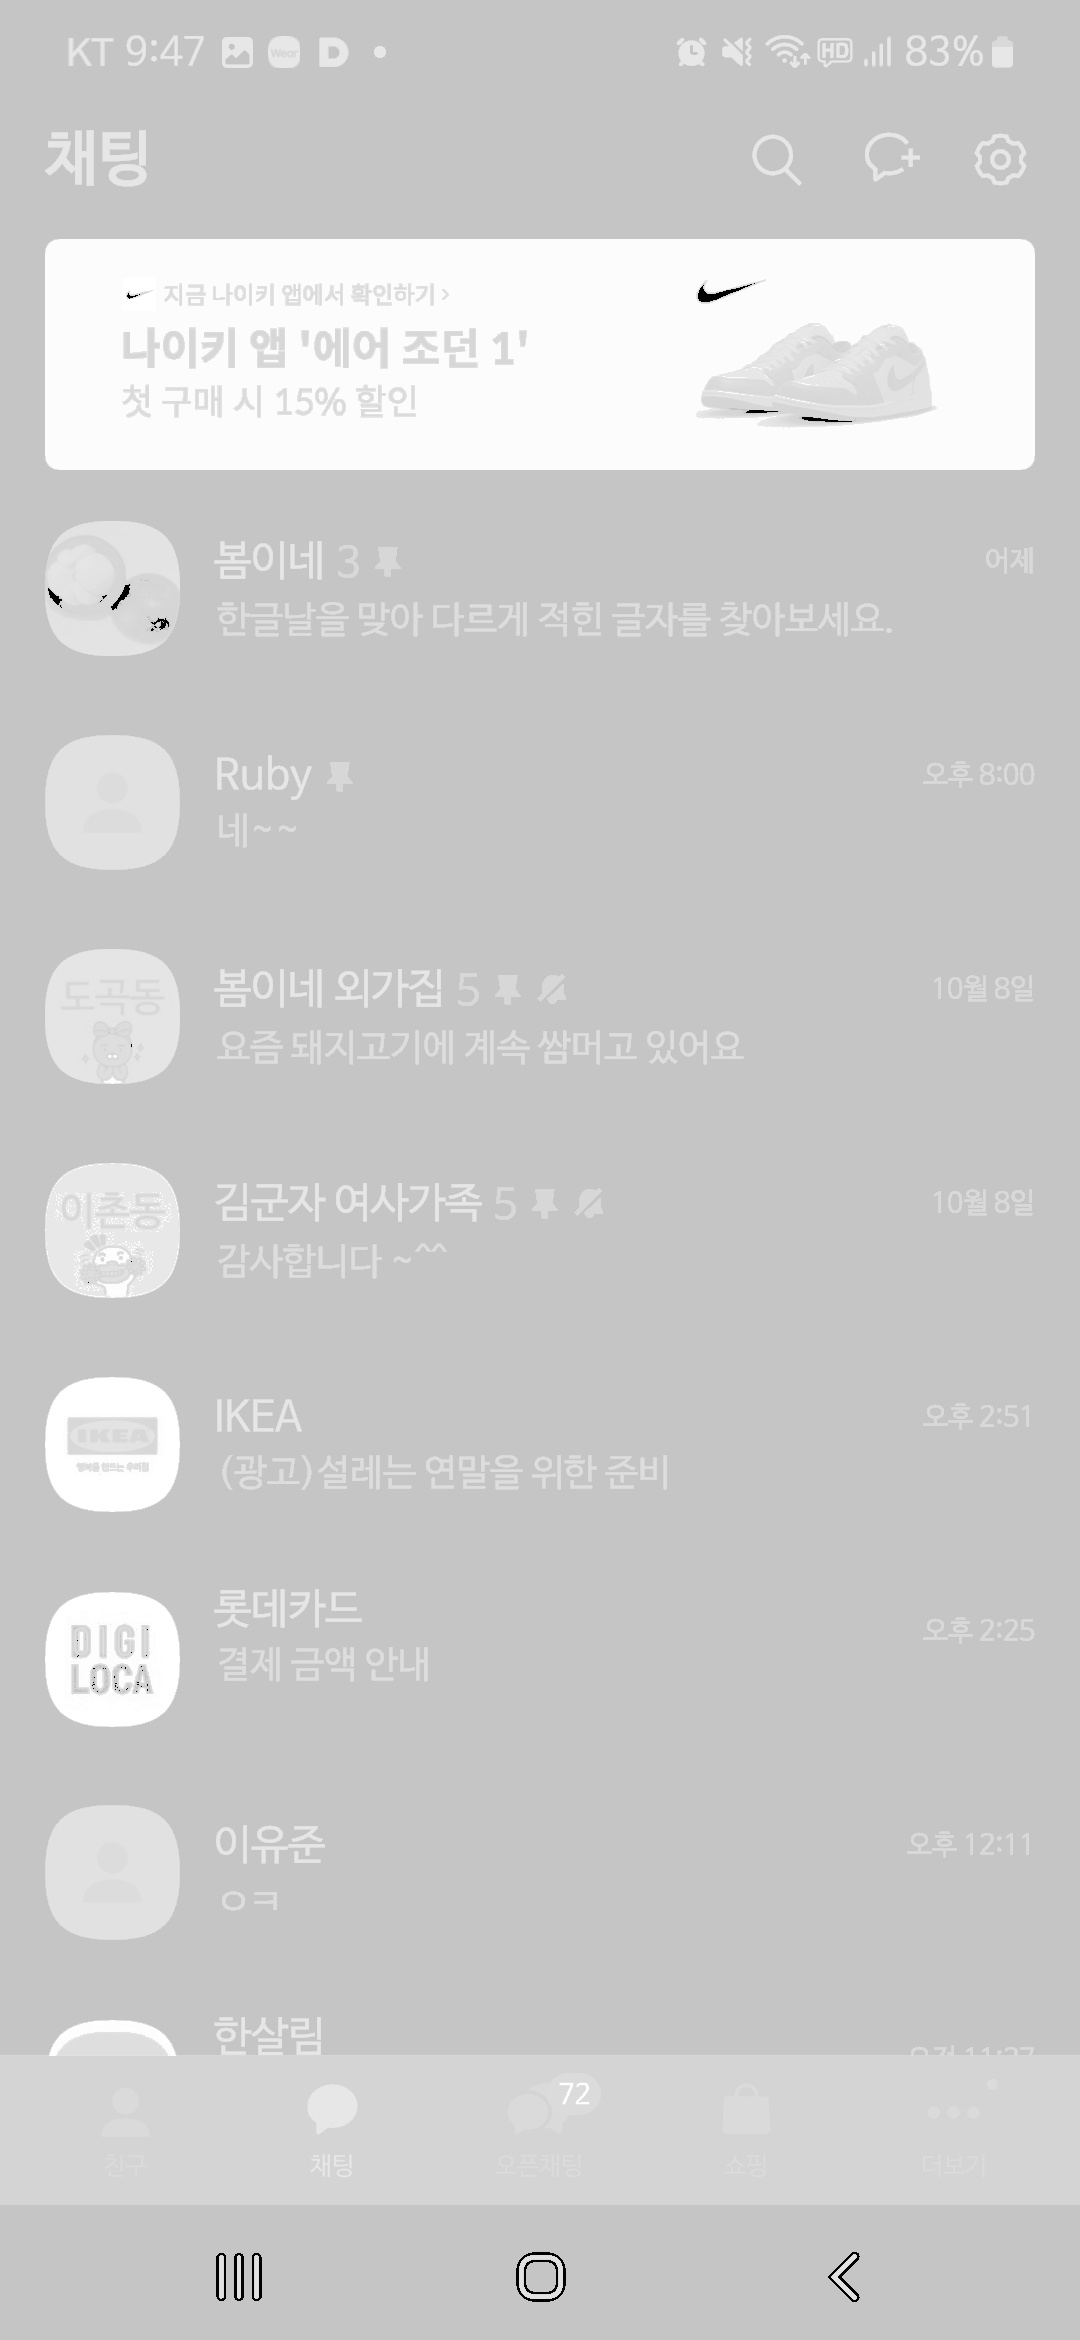 KT 9:47 Wear D HD 83%
채팅
지금 나이키 앱에서 확인하기 >
나이키 앱 '에어 조던 1'
첫 구매 시 15% 할인
봄이네 3 어제
한글날을 맞아 다르게 적힌 글자를 찾아보세요.
Ruby 오후 8:00
네~~
도곡동 봄이네 외가집 5 10월 8일
요즘 돼지고기에 계속 쌈머고 있어요
이촌동 김군자 여사가족 5 10월 8일
감사합니다 ~^^
IKEA IKEA 오후 2:51
(광고)설레는 연말을 위한 준비
롯데카드
DIGI LOCA 오후 2:25
결제 금액 안내
이유준 오후 12:11
ㅇㅋ
한살림 오전 11:27
72
친구 채팅 오픈채팅 쇼핑 더보기